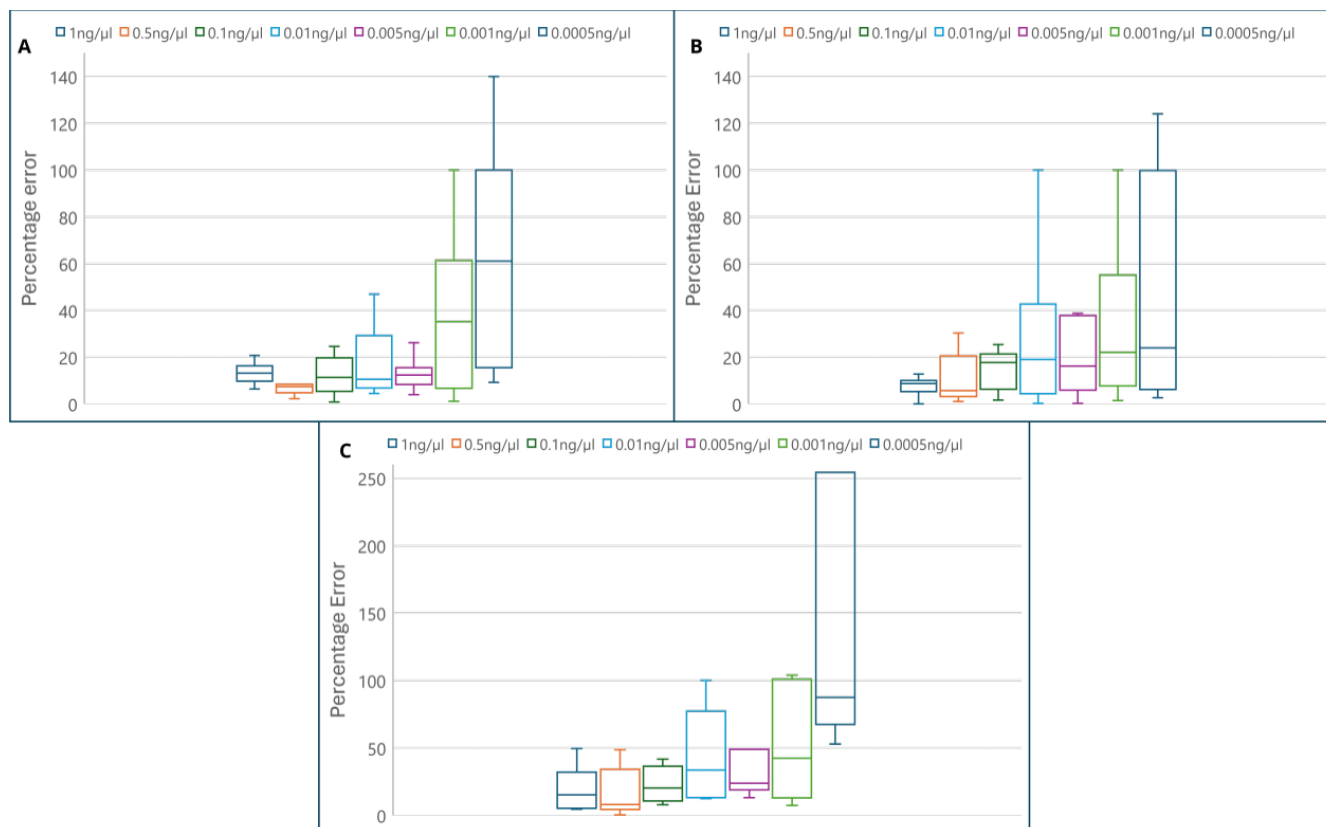 A
1ng/µl 0.5ng/µl 0.1ng/µl 0.01ng/µl 0.005ng/µl 0.001ng/µl 0.0005ng/µl
140
120
100
80
60
40
20
0
Percentage error
B
1ng/µl 0.5ng/µl 0.1ng/µl 0.01ng/µl 0.005ng/µl 0.001ng/µl 0.0005ng/µl
140
120
100
80
60
40
20
0
Percentage Error
C
1ng/µl 0.5ng/µl 0.1ng/µl 0.01ng/µl 0.005ng/µl 0.001ng/µl 0.0005ng/µl
250
200
150
100
50
0
Percentage Error